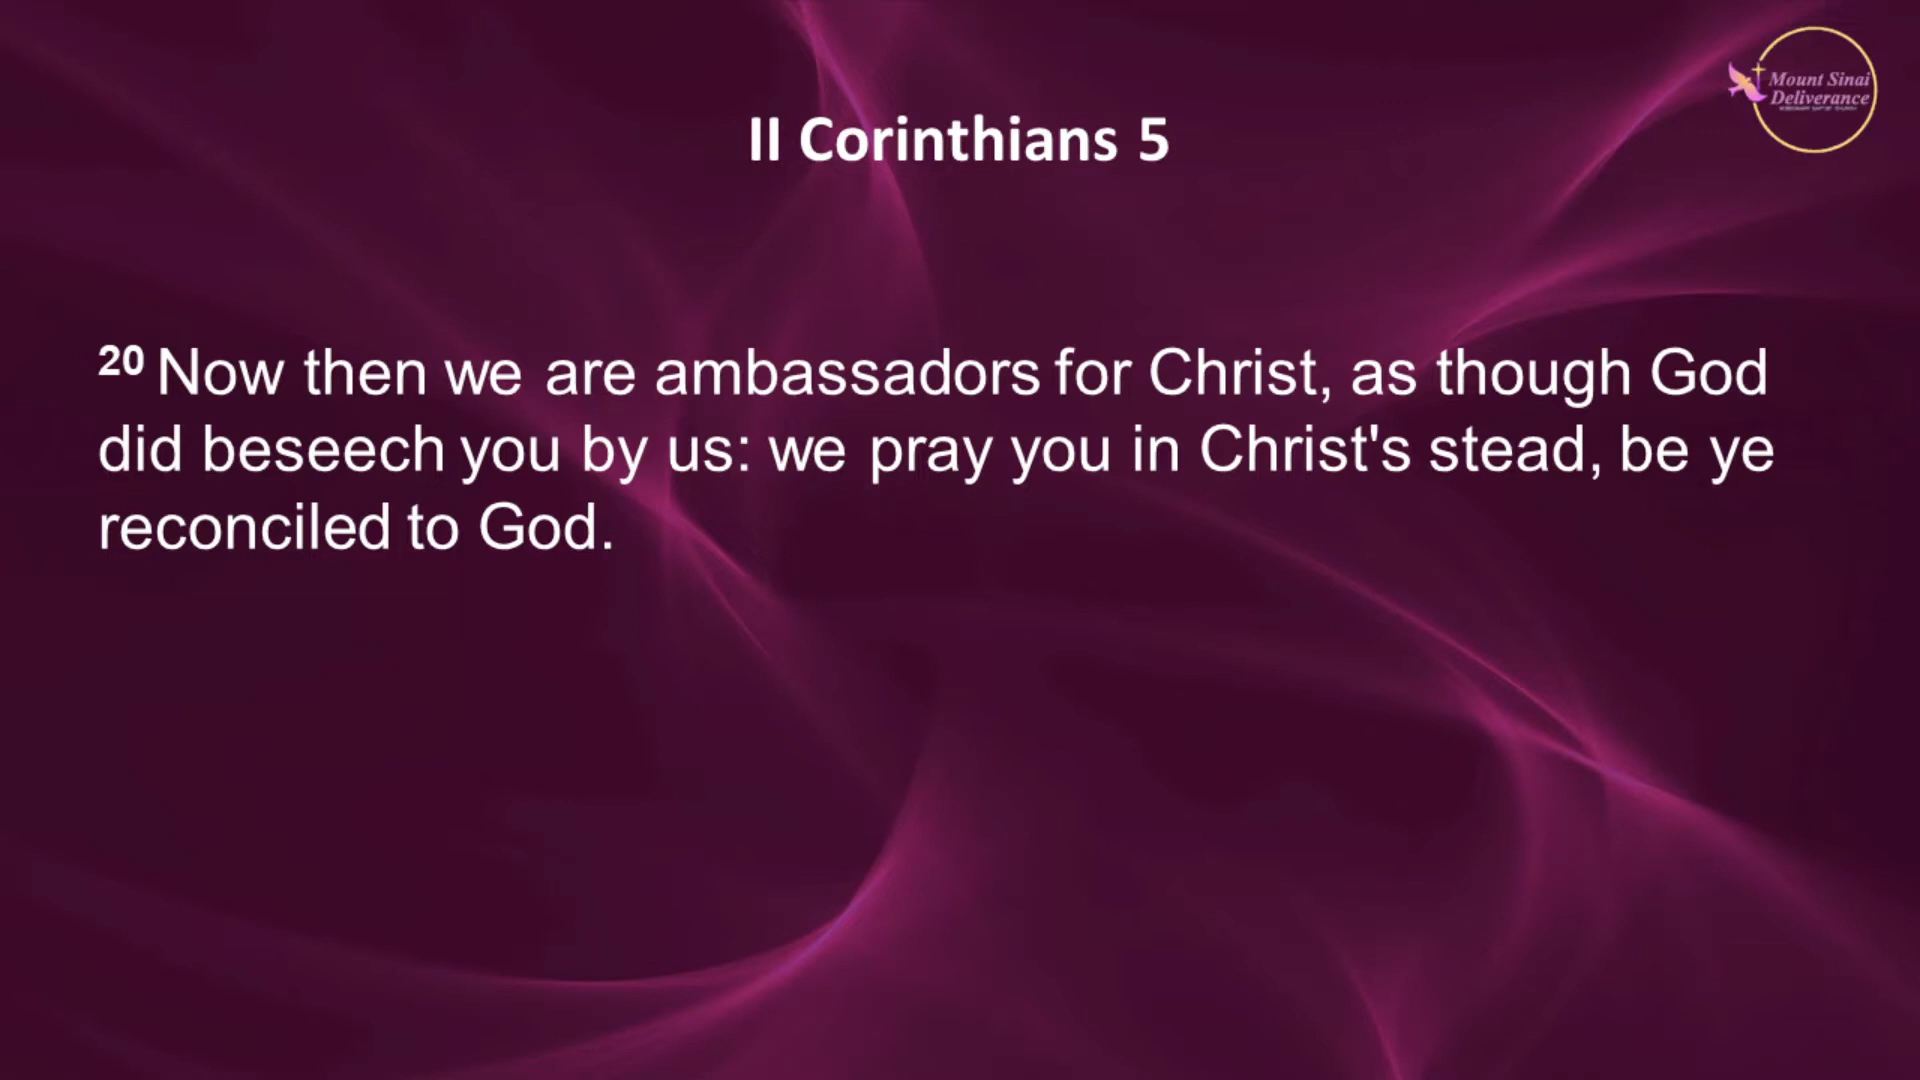 Mount Sinai
Deliverance
II Corinthians 5
20 Now then we are ambassadors for Christ, as though God
did beseech you by us: we pray you in Christ's stead, be ye
reconciled to God.